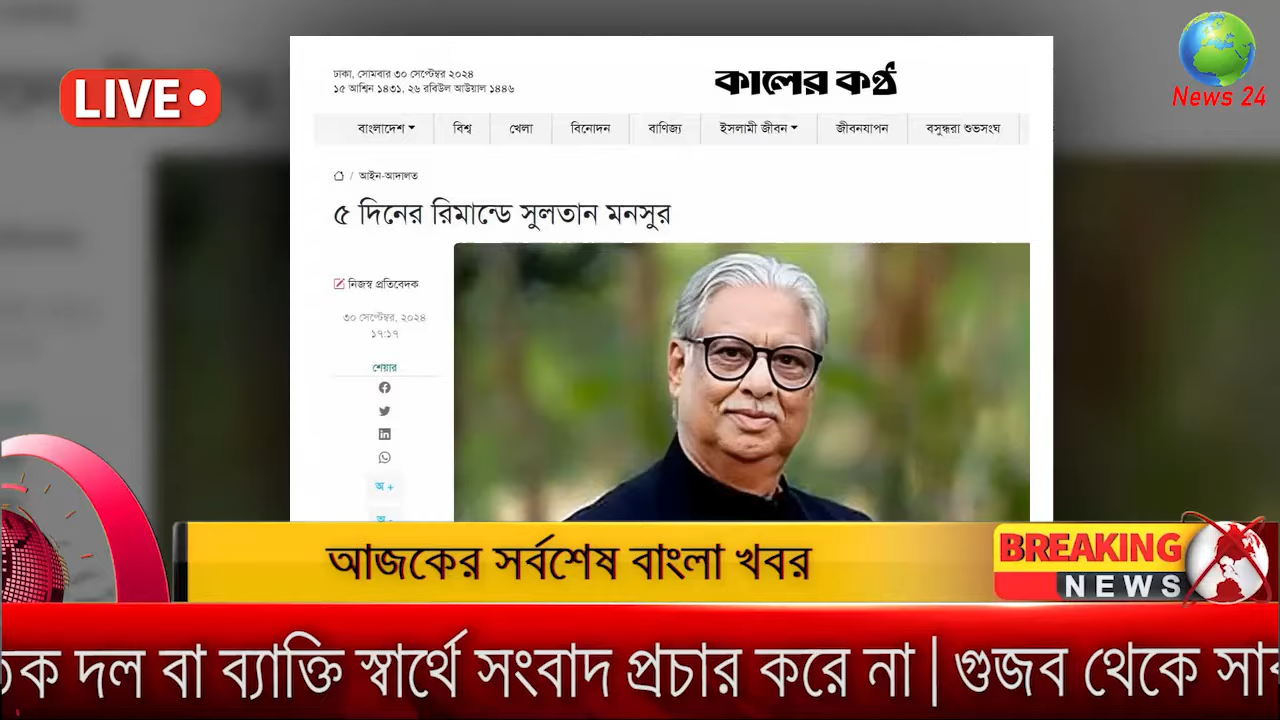 LIVE
News 24
ঢাকা, সোমবার ৩০ সেপ্টেম্বর ২০২৪
১৫ আশ্বিন ১৪৩১, ২৬ রবিউল আউয়াল ১৪৪৬
কালের কণ্ঠ
বাংলাদেশ বিশ্ব খেলা বিনোদন বাণিজ্য ইসলামী জীবন জীবনযাপন বসুন্ধরা শুভসংঘ
/ আইন-আদালত
৫ দিনের রিমান্ডে সুলতান মনসুর
নিজস্ব প্রতিবেদক
৩০ সেপ্টেম্বর, ২০২৪
১৭:১৭
শেয়ার
অ +
অ -
আজকের সর্বশেষ বাংলা খবর
BREAKING
NEWS
দল বা ব্যাক্তি স্বার্থে সংবাদ প্রচার করে না | গুজব থেকে